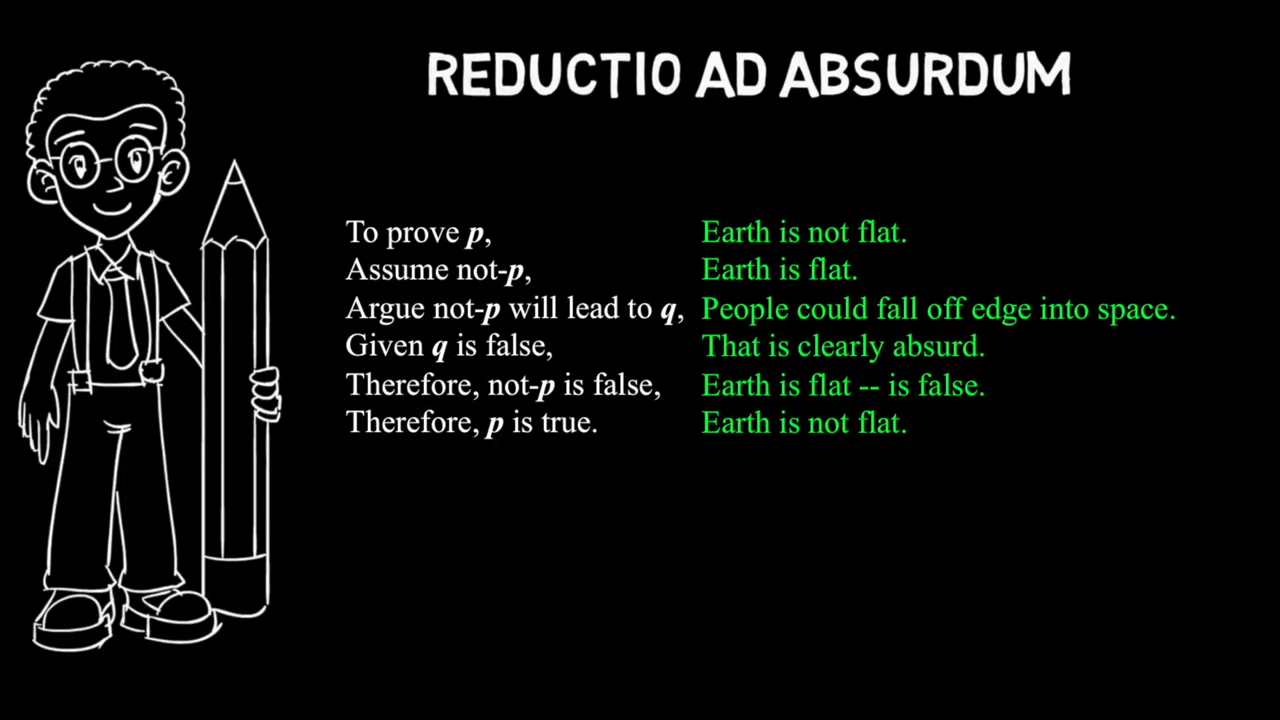 REDUCTIO AD ABSURDUM
To prove p, Earth is not flat.
Assume not-p, Earth is flat.
Argue not-p will lead to q, People could fall off edge into space.
Given q is false, That is clearly absurd.
Therefore, not-p is false, Earth is flat -- is false.
Therefore, p is true. Earth is not flat.